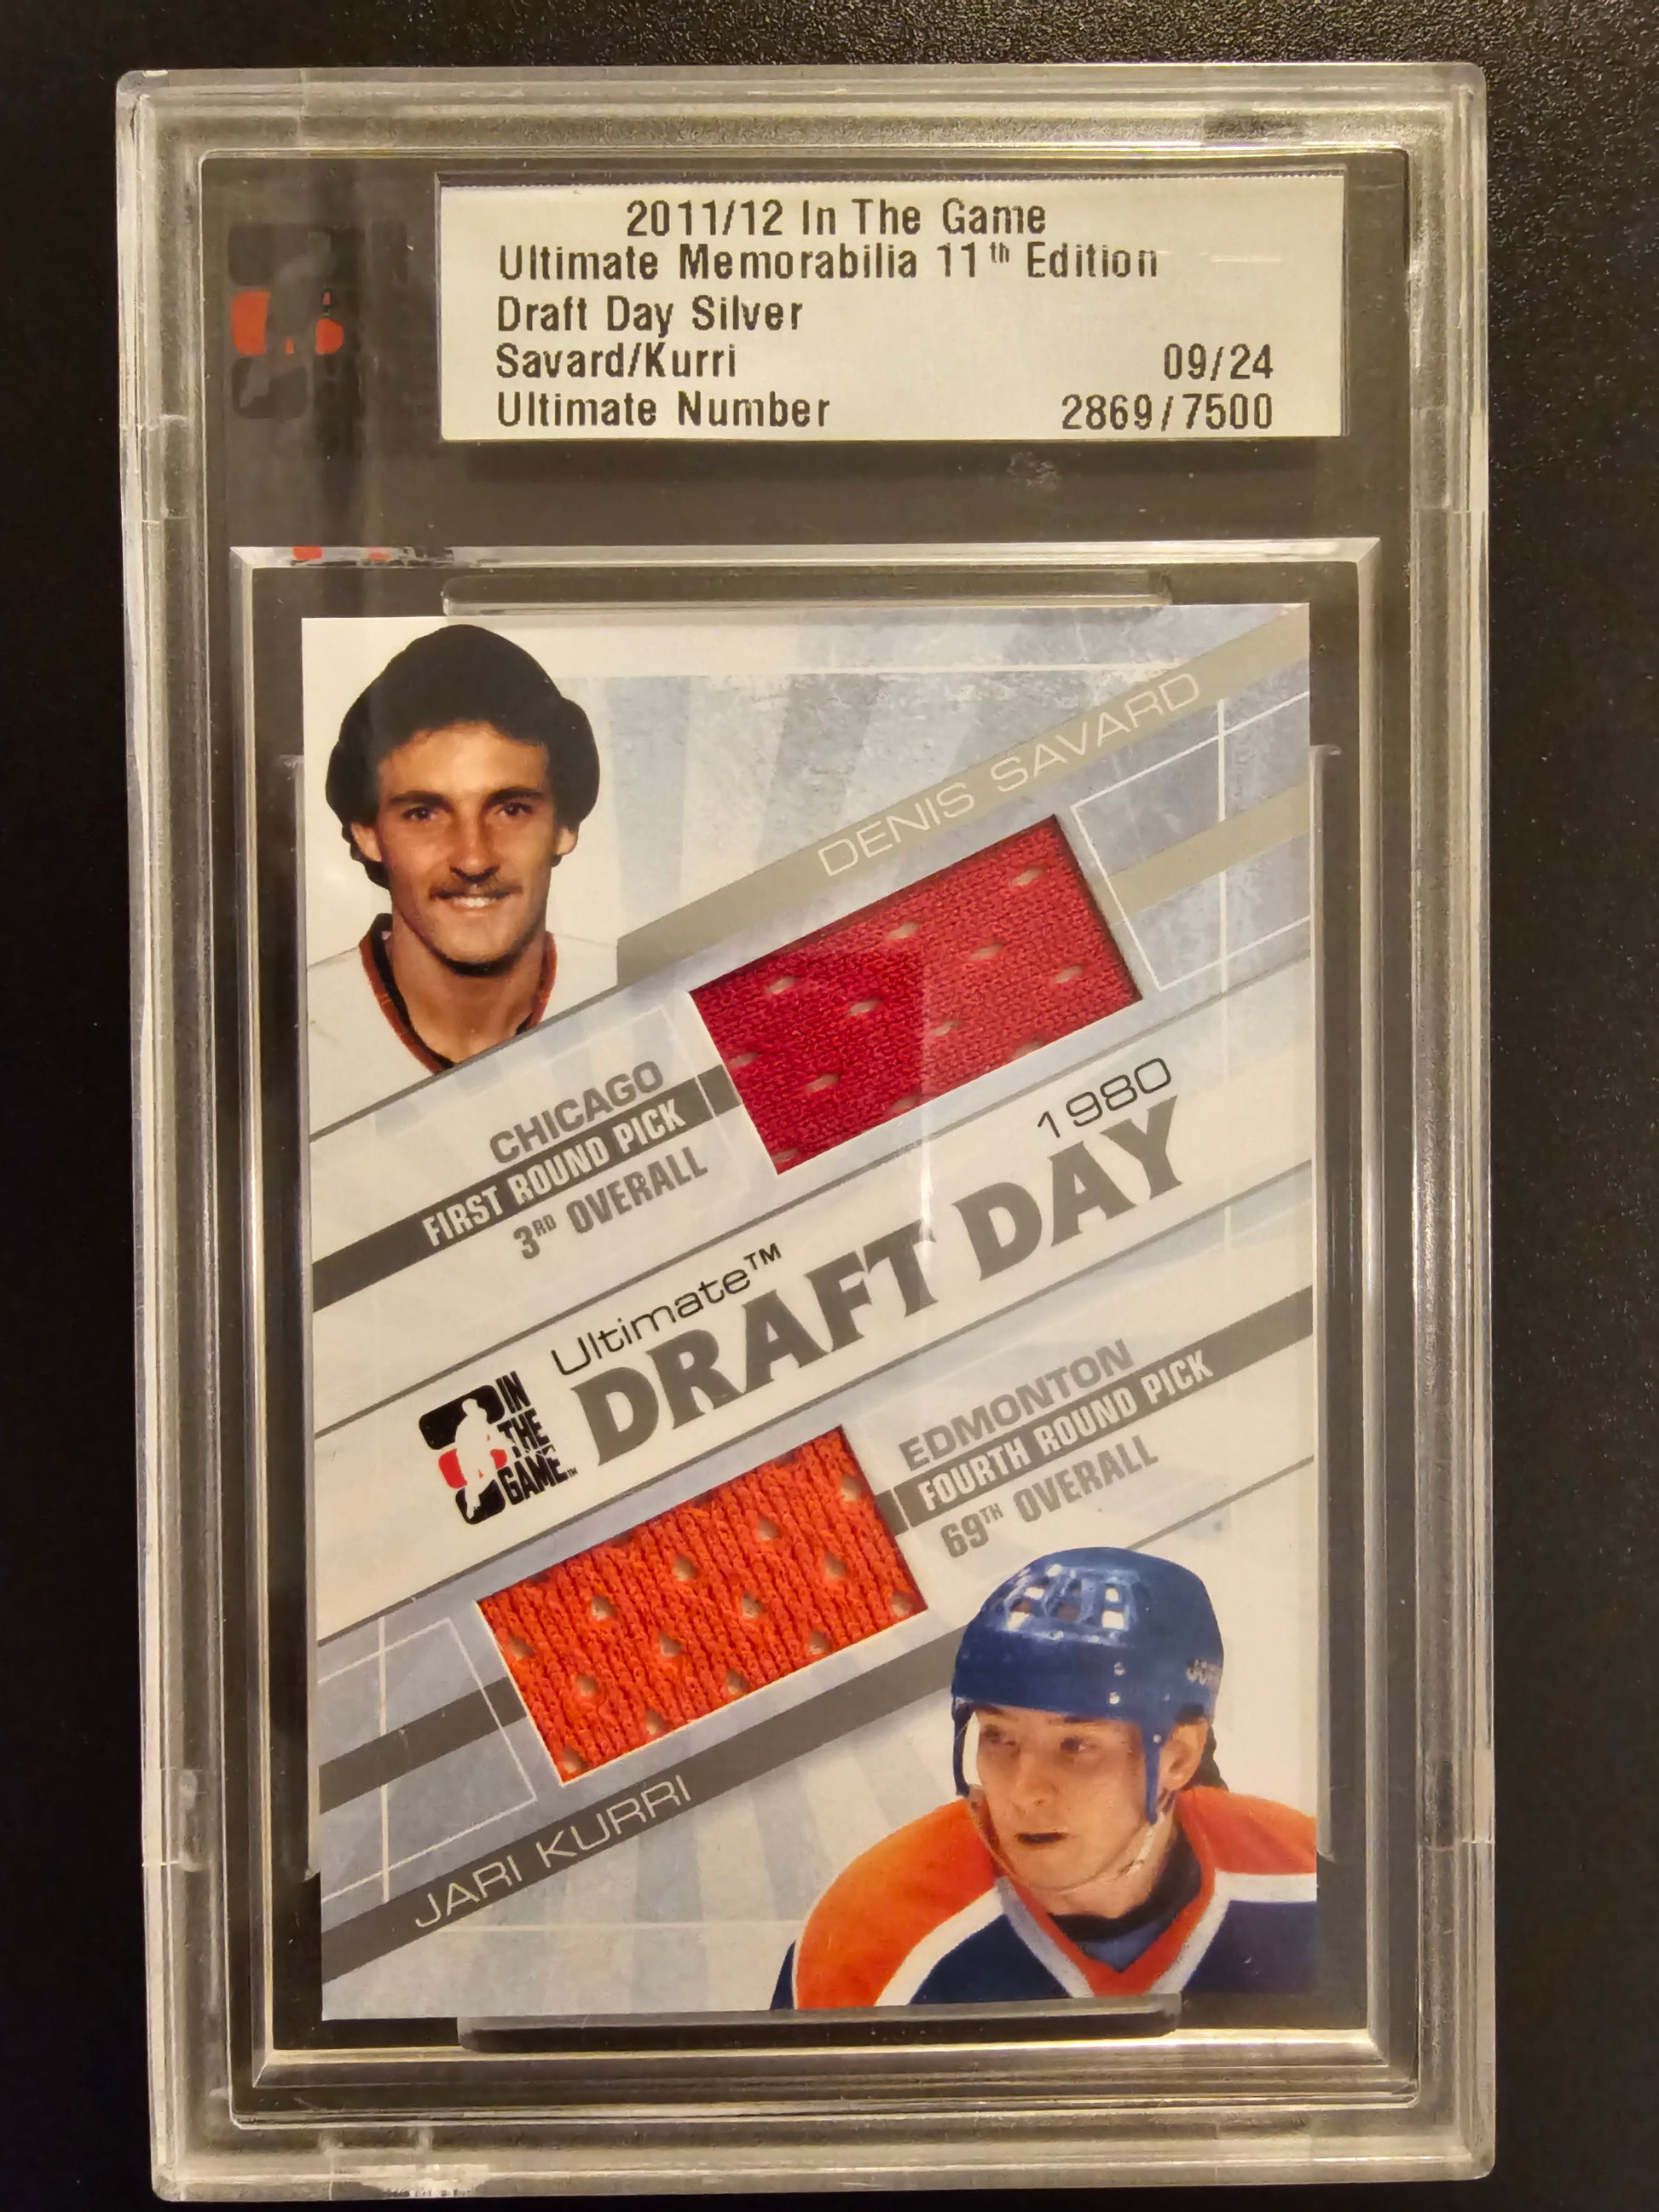 2011/12 In The Game
Ultimate Memorabilia 11th Edition
Draft Day Silver
Savard/Kurri 09/24
Ultimate Number 2869/7500
DENIS SAVARD
CHICAGO
FIRST ROUND PICK
3RD OVERALL
1980
Ultimate™
DRAFT DAY
IN
THE
GAME™
EDMONTON
FOURTH ROUND PICK
69TH OVERALL
JARI KURRI